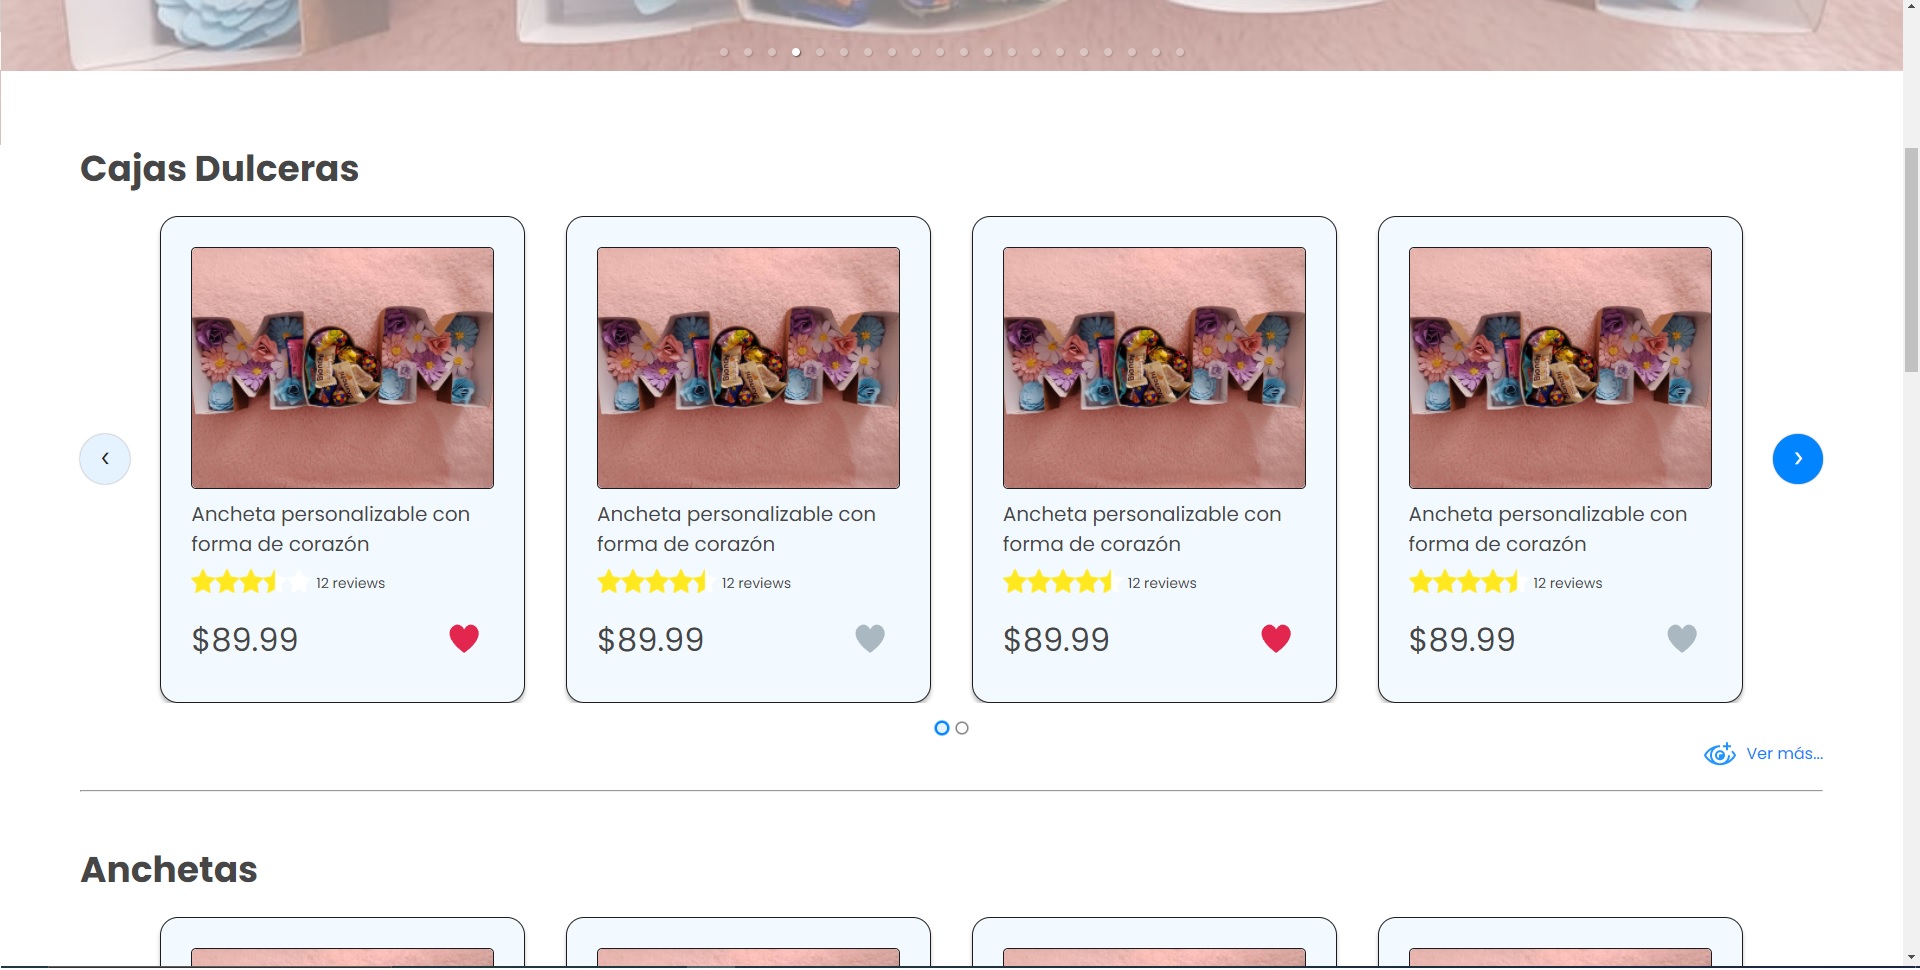 Cajas Dulceras
Ancheta personalizable con
forma de corazón
12 reviews
$89.99
Ancheta personalizable con
forma de corazón
12 reviews
$89.99
Ancheta personalizable con
forma de corazón
12 reviews
$89.99
Ancheta personalizable con
forma de corazón
12 reviews
$89.99
Ver más...
Anchetas